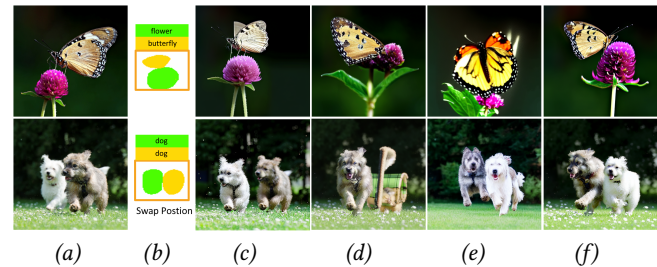 flower
butterfly
dog
dog
Swap Postion
(a) (b) (c) (d) (e) (f)